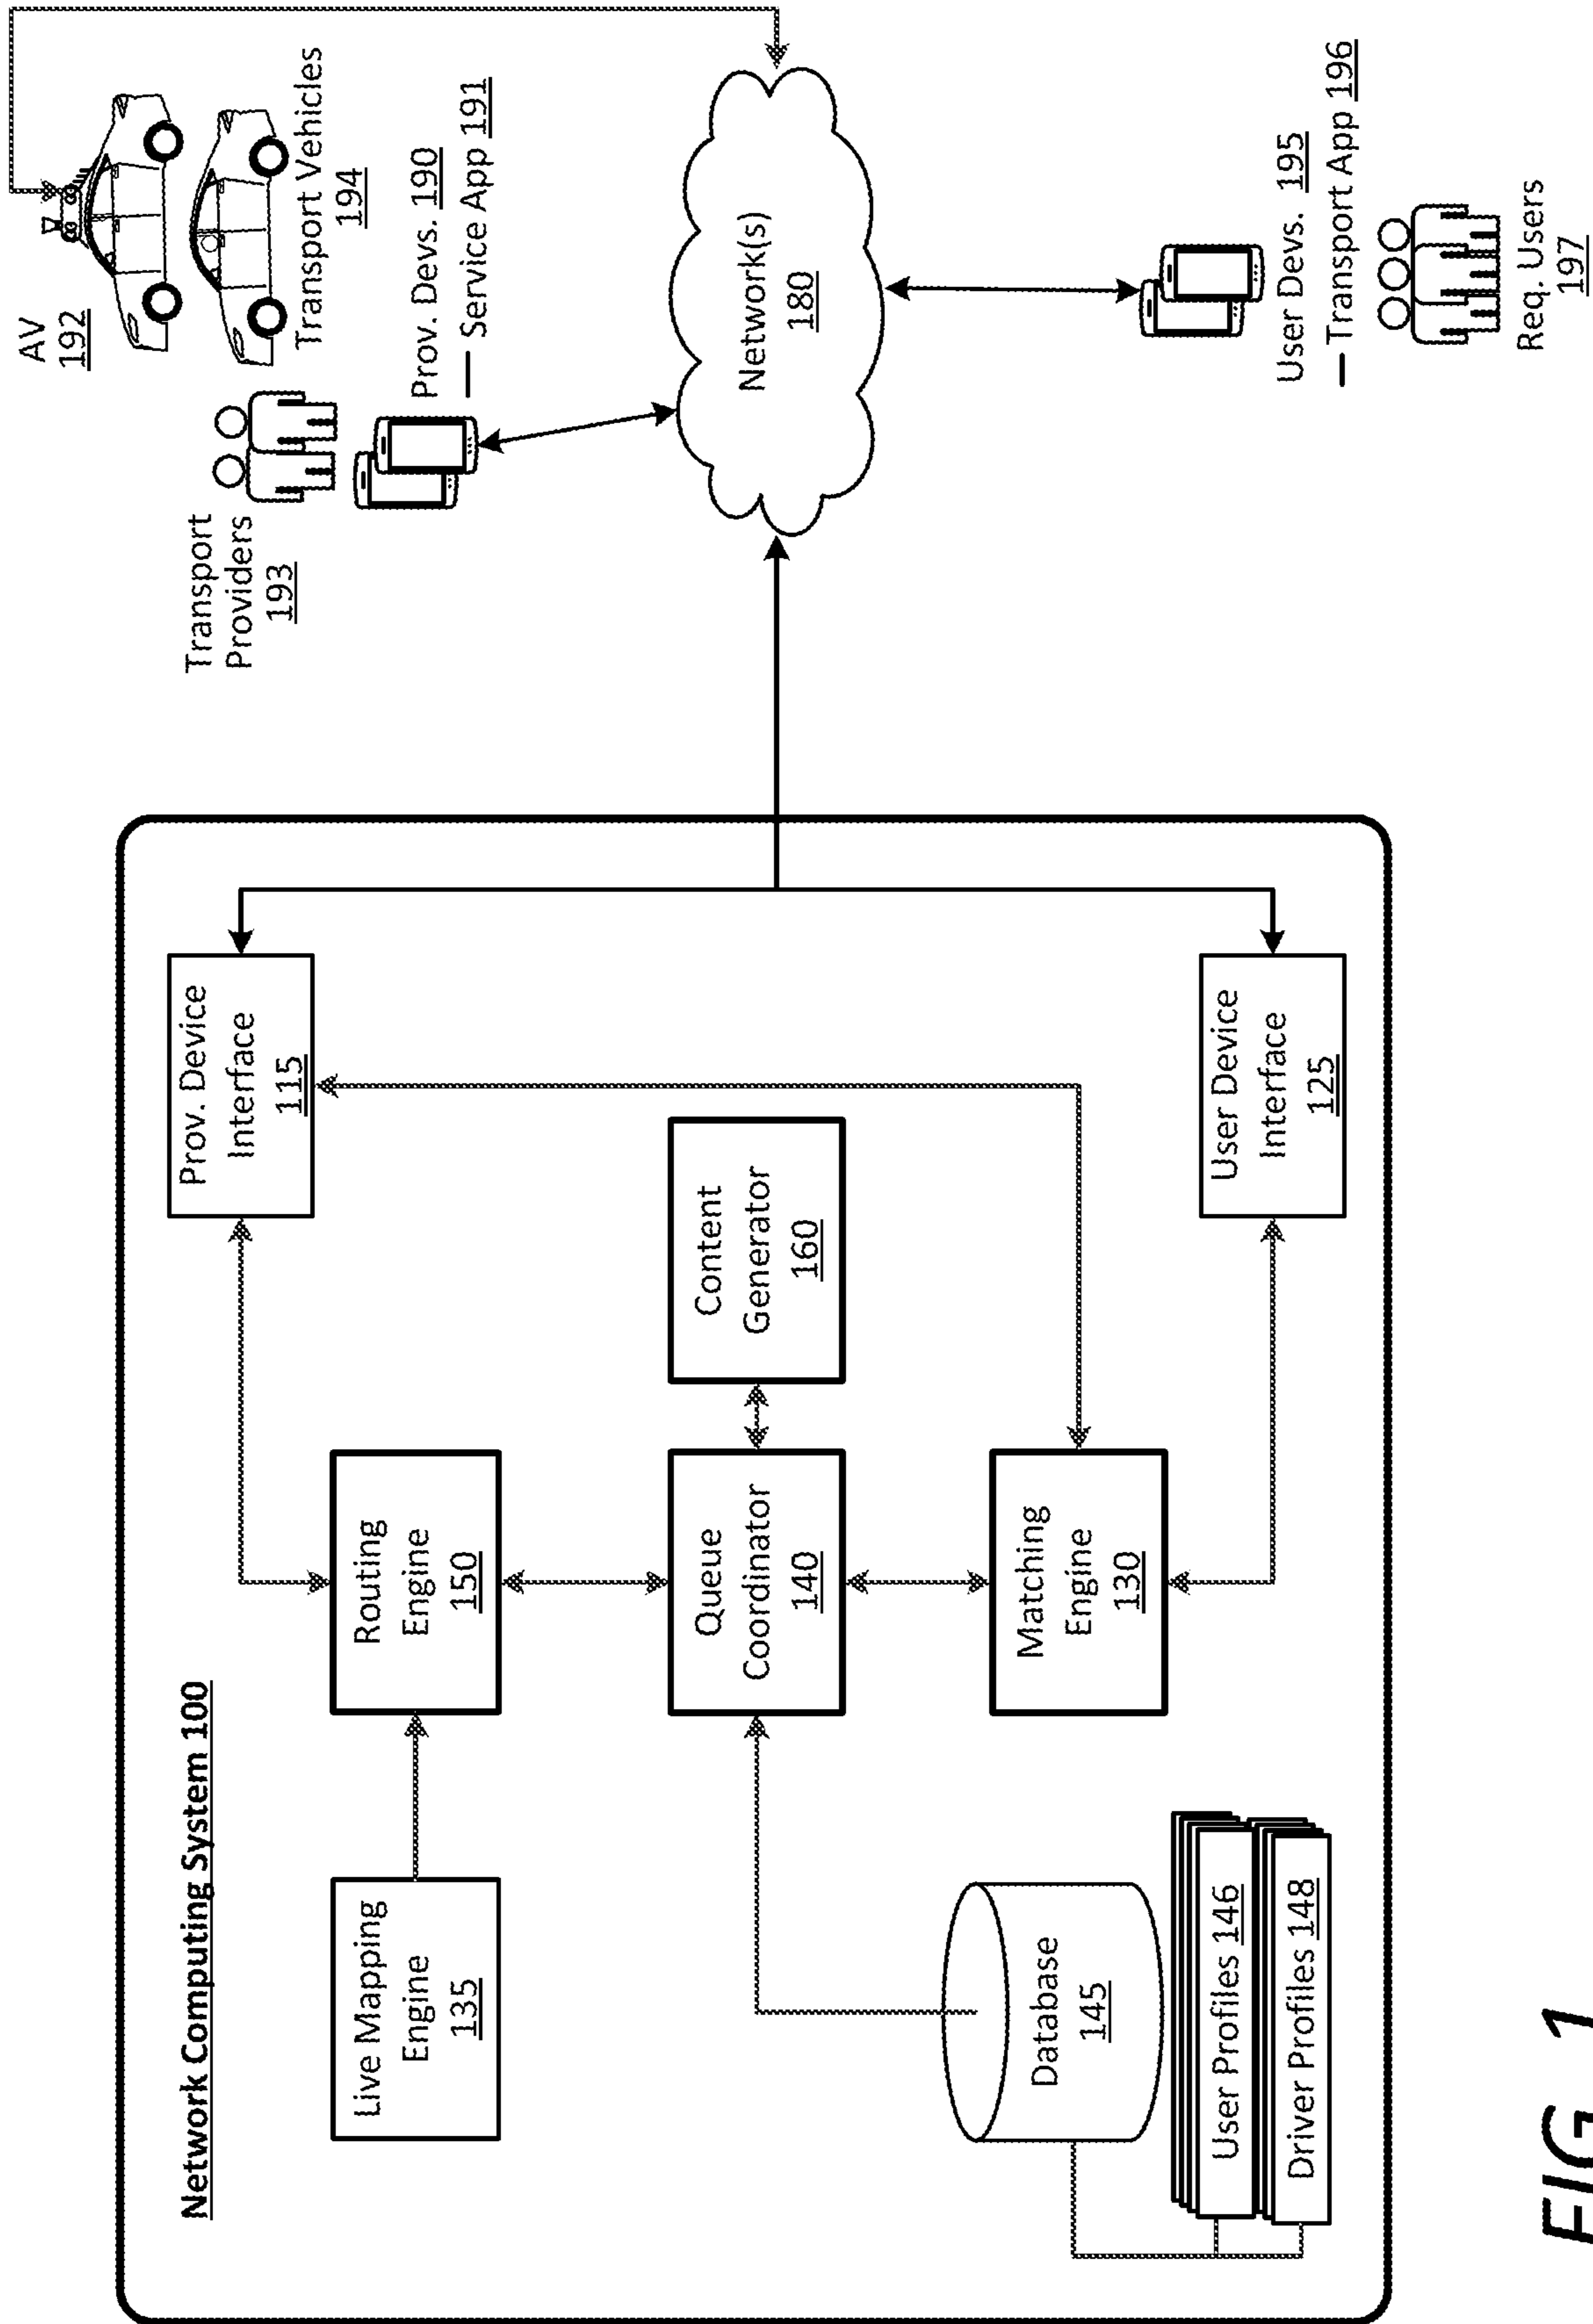 Network Computing System 100
Live Mapping
Engine
135
Routing
Engine
150
Prov. Device
Interface
115
Database
145
User Profiles 146
Driver Profiles 148
Queue
Coordinator
140
Content
Generator
160
Matching
Engine
130
User Device
Interface
125
Transport
Providers
193
AV
192
Transport Vehicles
194
Prov. Devs. 190
– Service App 191
Network(s)
180
User Devs. 195
– Transport App 196
Req. Users
197
FIG. 1